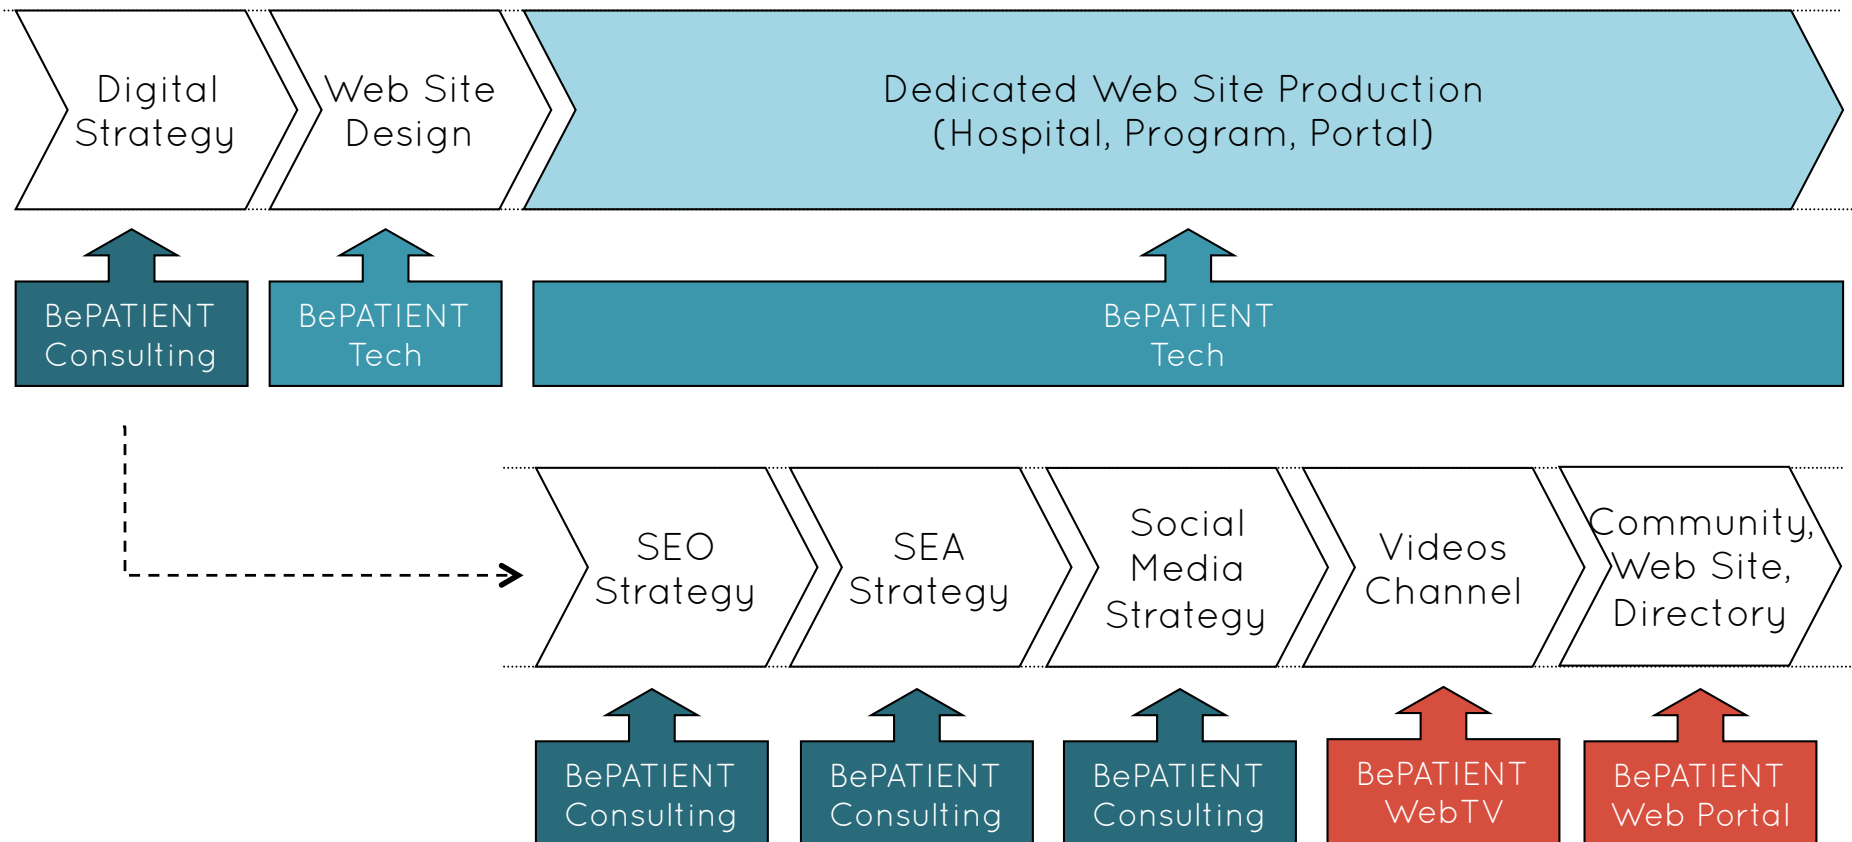 Digital
Strategy
Web Site
Design
Dedicated Web Site Production
(Hospital, Program, Portal)
BePATIENT
Consulting
BePATIENT
Tech
BePATIENT
Tech
SEO
Strategy
SEA
Strategy
Social
Media
Strategy
Videos
Channel
Community,
Web Site,
Directory
BePATIENT
Consulting
BePATIENT
Consulting
BePATIENT
Consulting
BePATIENT
WebTV
BePATIENT
Web Portal